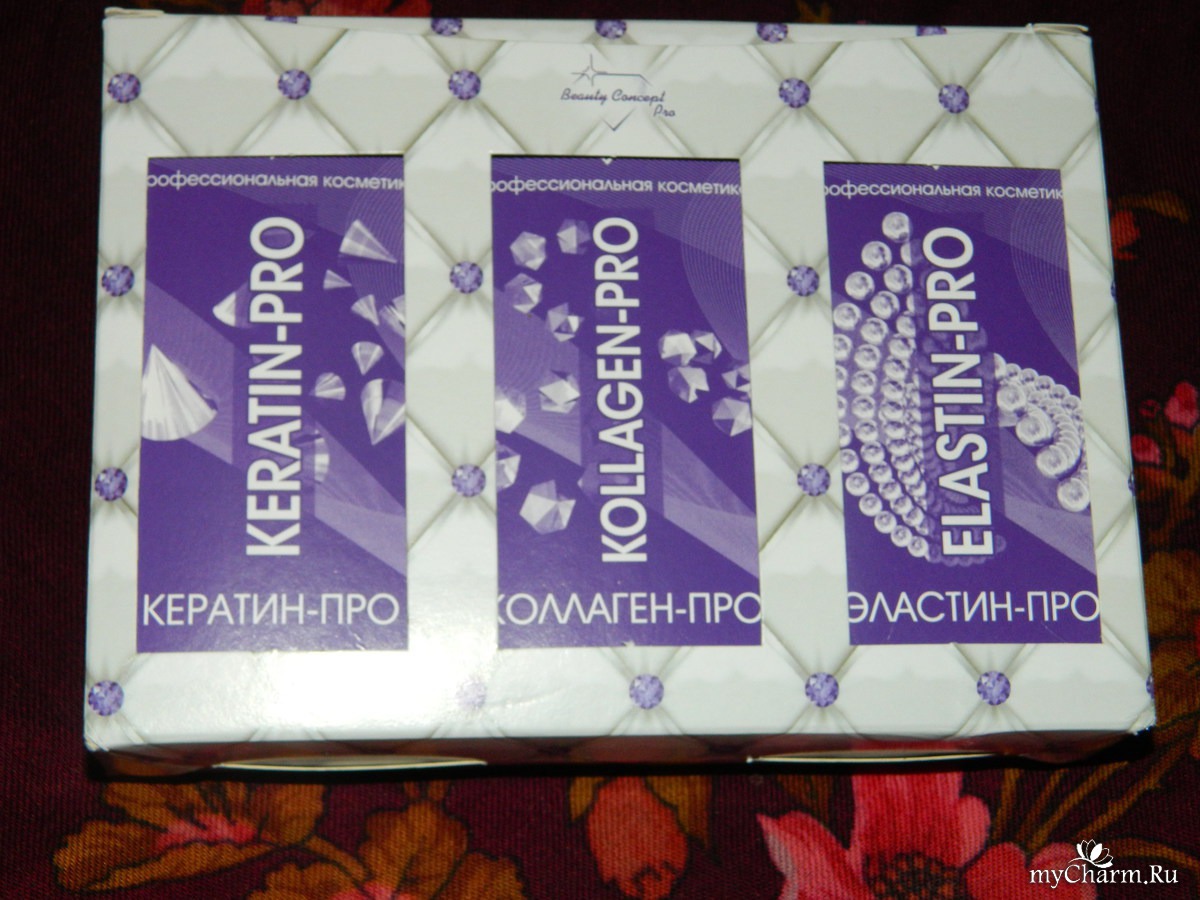 Beauty Concept
Pro
рофессиональная косметик
KERATIN-PRO
КЕРАТИН-ПРО
рофессиональная косметик
KOLLAGEN-PRO
КОЛЛАГЕН-ПРО
рофессиональная косметик
ELASTIN-PRO
ЭЛАСТИН-ПРО
myCharm.Ru